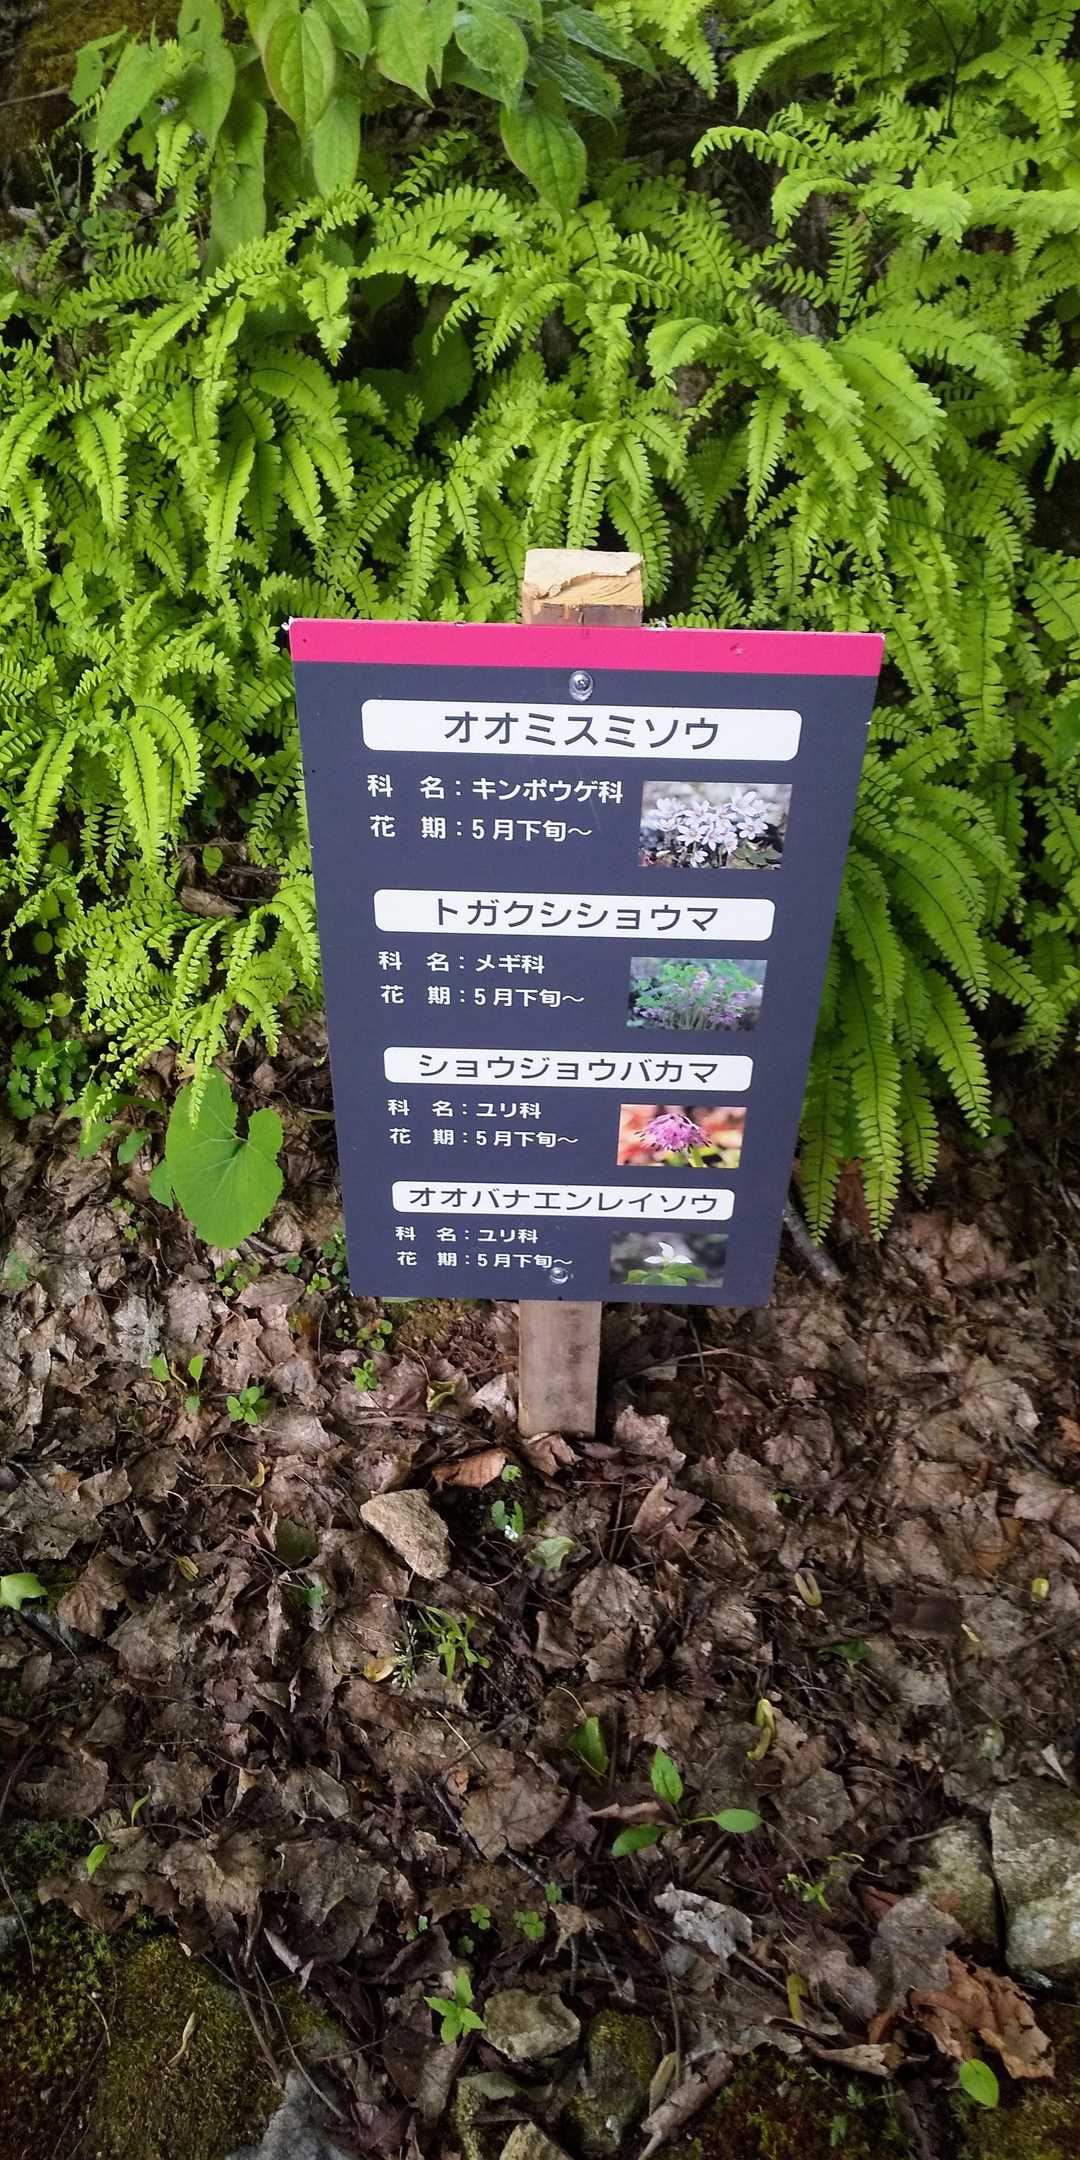 オオミスミソウ
科　名：キンポウゲ科
花　期：5月下旬～
トガクシショウマ
科　名：メギ科
花　期：5月下旬～
ショウジョウバカマ
科　名：ユリ科
花　期：5月下旬～
オオバナエンレイソウ
科　名：ユリ科
花　期：5月下旬～